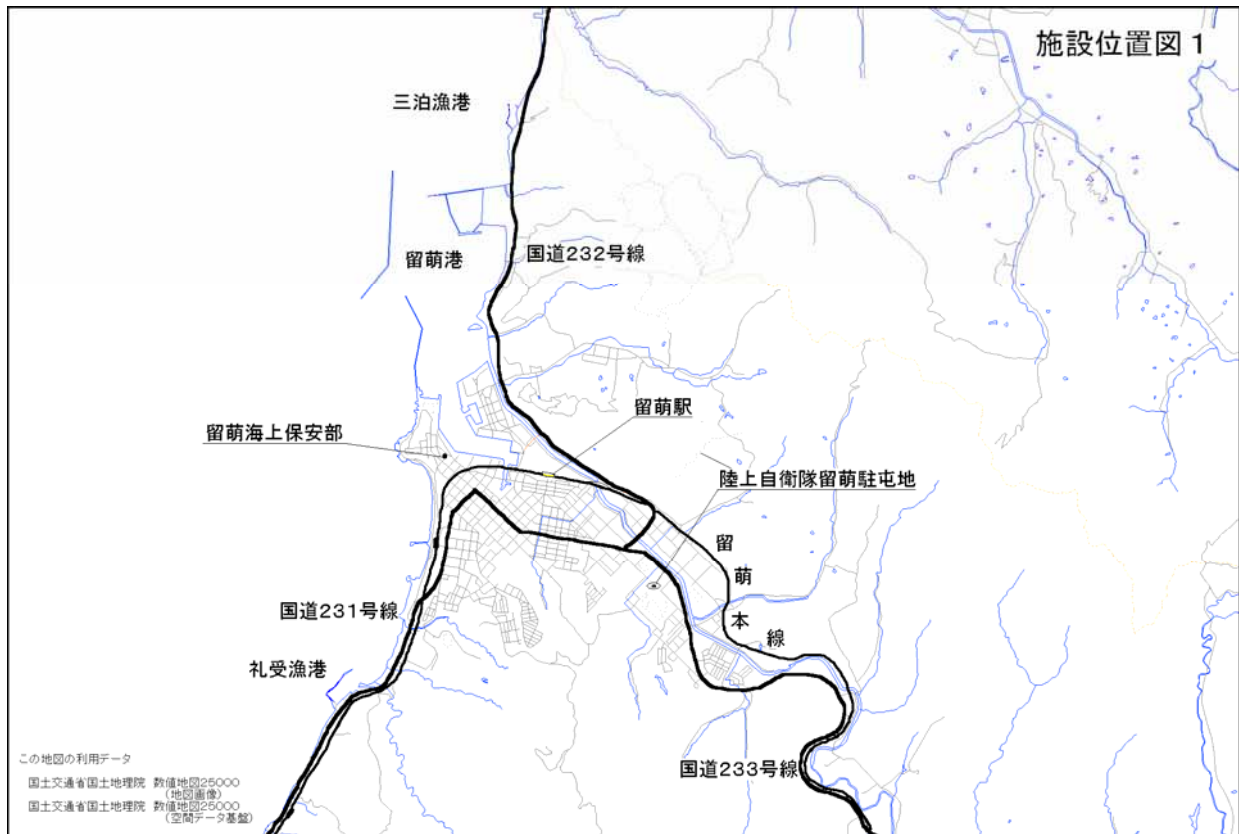 施設位置図1
三泊漁港
国道232号線
留萌港
留萌駅
留萌海上保安部
陸上自衛隊留萌駐屯地
留萌本線
国道231号線
礼受漁港
国道233号線
この地図の利用データ
国土交通省国土地理院 数値地図25000
(地図画像)
国土交通省国土地理院 数値地図25000
(空間データ基盤)